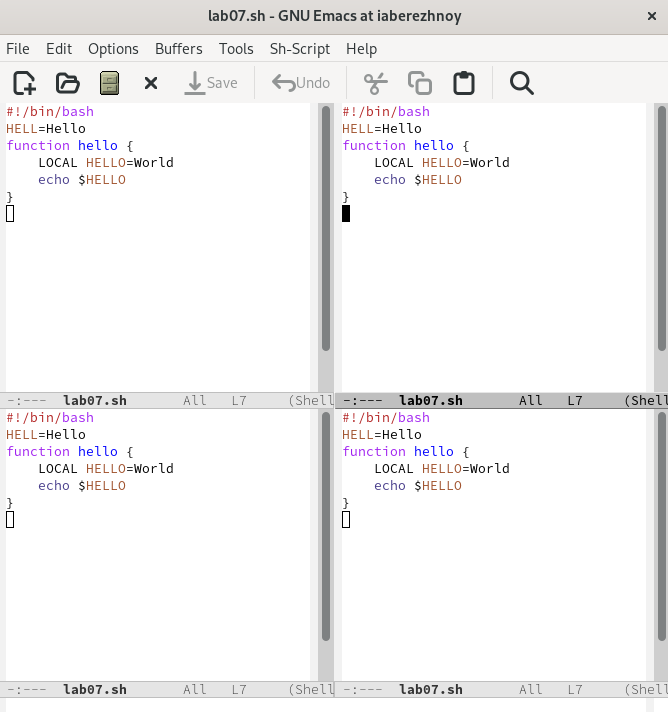 lab07.sh - GNU Emacs at iaberezhnoy ×
File Edit Options Buffers Tools Sh-Script Help
Save Undo
#!/bin/bash
HELL=Hello
function hello {
    LOCAL HELLO=World
    echo $HELLO
}
-:--- lab07.sh All L7 (Shell
#!/bin/bash
HELL=Hello
function hello {
    LOCAL HELLO=World
    echo $HELLO
}
-:--- lab07.sh All L7 (Shell
#!/bin/bash
HELL=Hello
function hello {
    LOCAL HELLO=World
    echo $HELLO
}
-:--- lab07.sh All L7 (Shell
#!/bin/bash
HELL=Hello
function hello {
    LOCAL HELLO=World
    echo $HELLO
}
-:--- lab07.sh All L7 (Shell